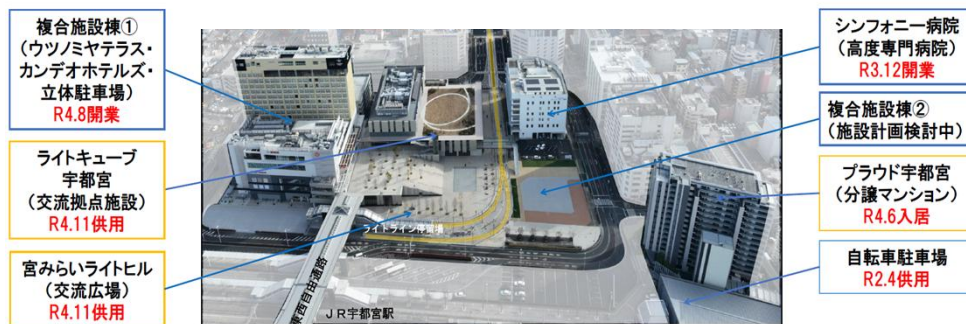 複合施設棟①
（ウツノミヤテラス・
カンデオホテルズ・
立体駐車場）
R4.8開業
ライトキューブ
宇都宮
（交流拠点施設）
R4.11供用
宮みらいライトヒル
（交流広場）
R4.11供用
ライトライン停留場
東西自由通路
ＪＲ宇都宮駅
シンフォニー病院
（高度専門病院）
R3.12開業
複合施設棟②
（施設計画検討中）
プラウド宇都宮
（分譲マンション）
R4.6入居
自転車駐車場
R2.4供用